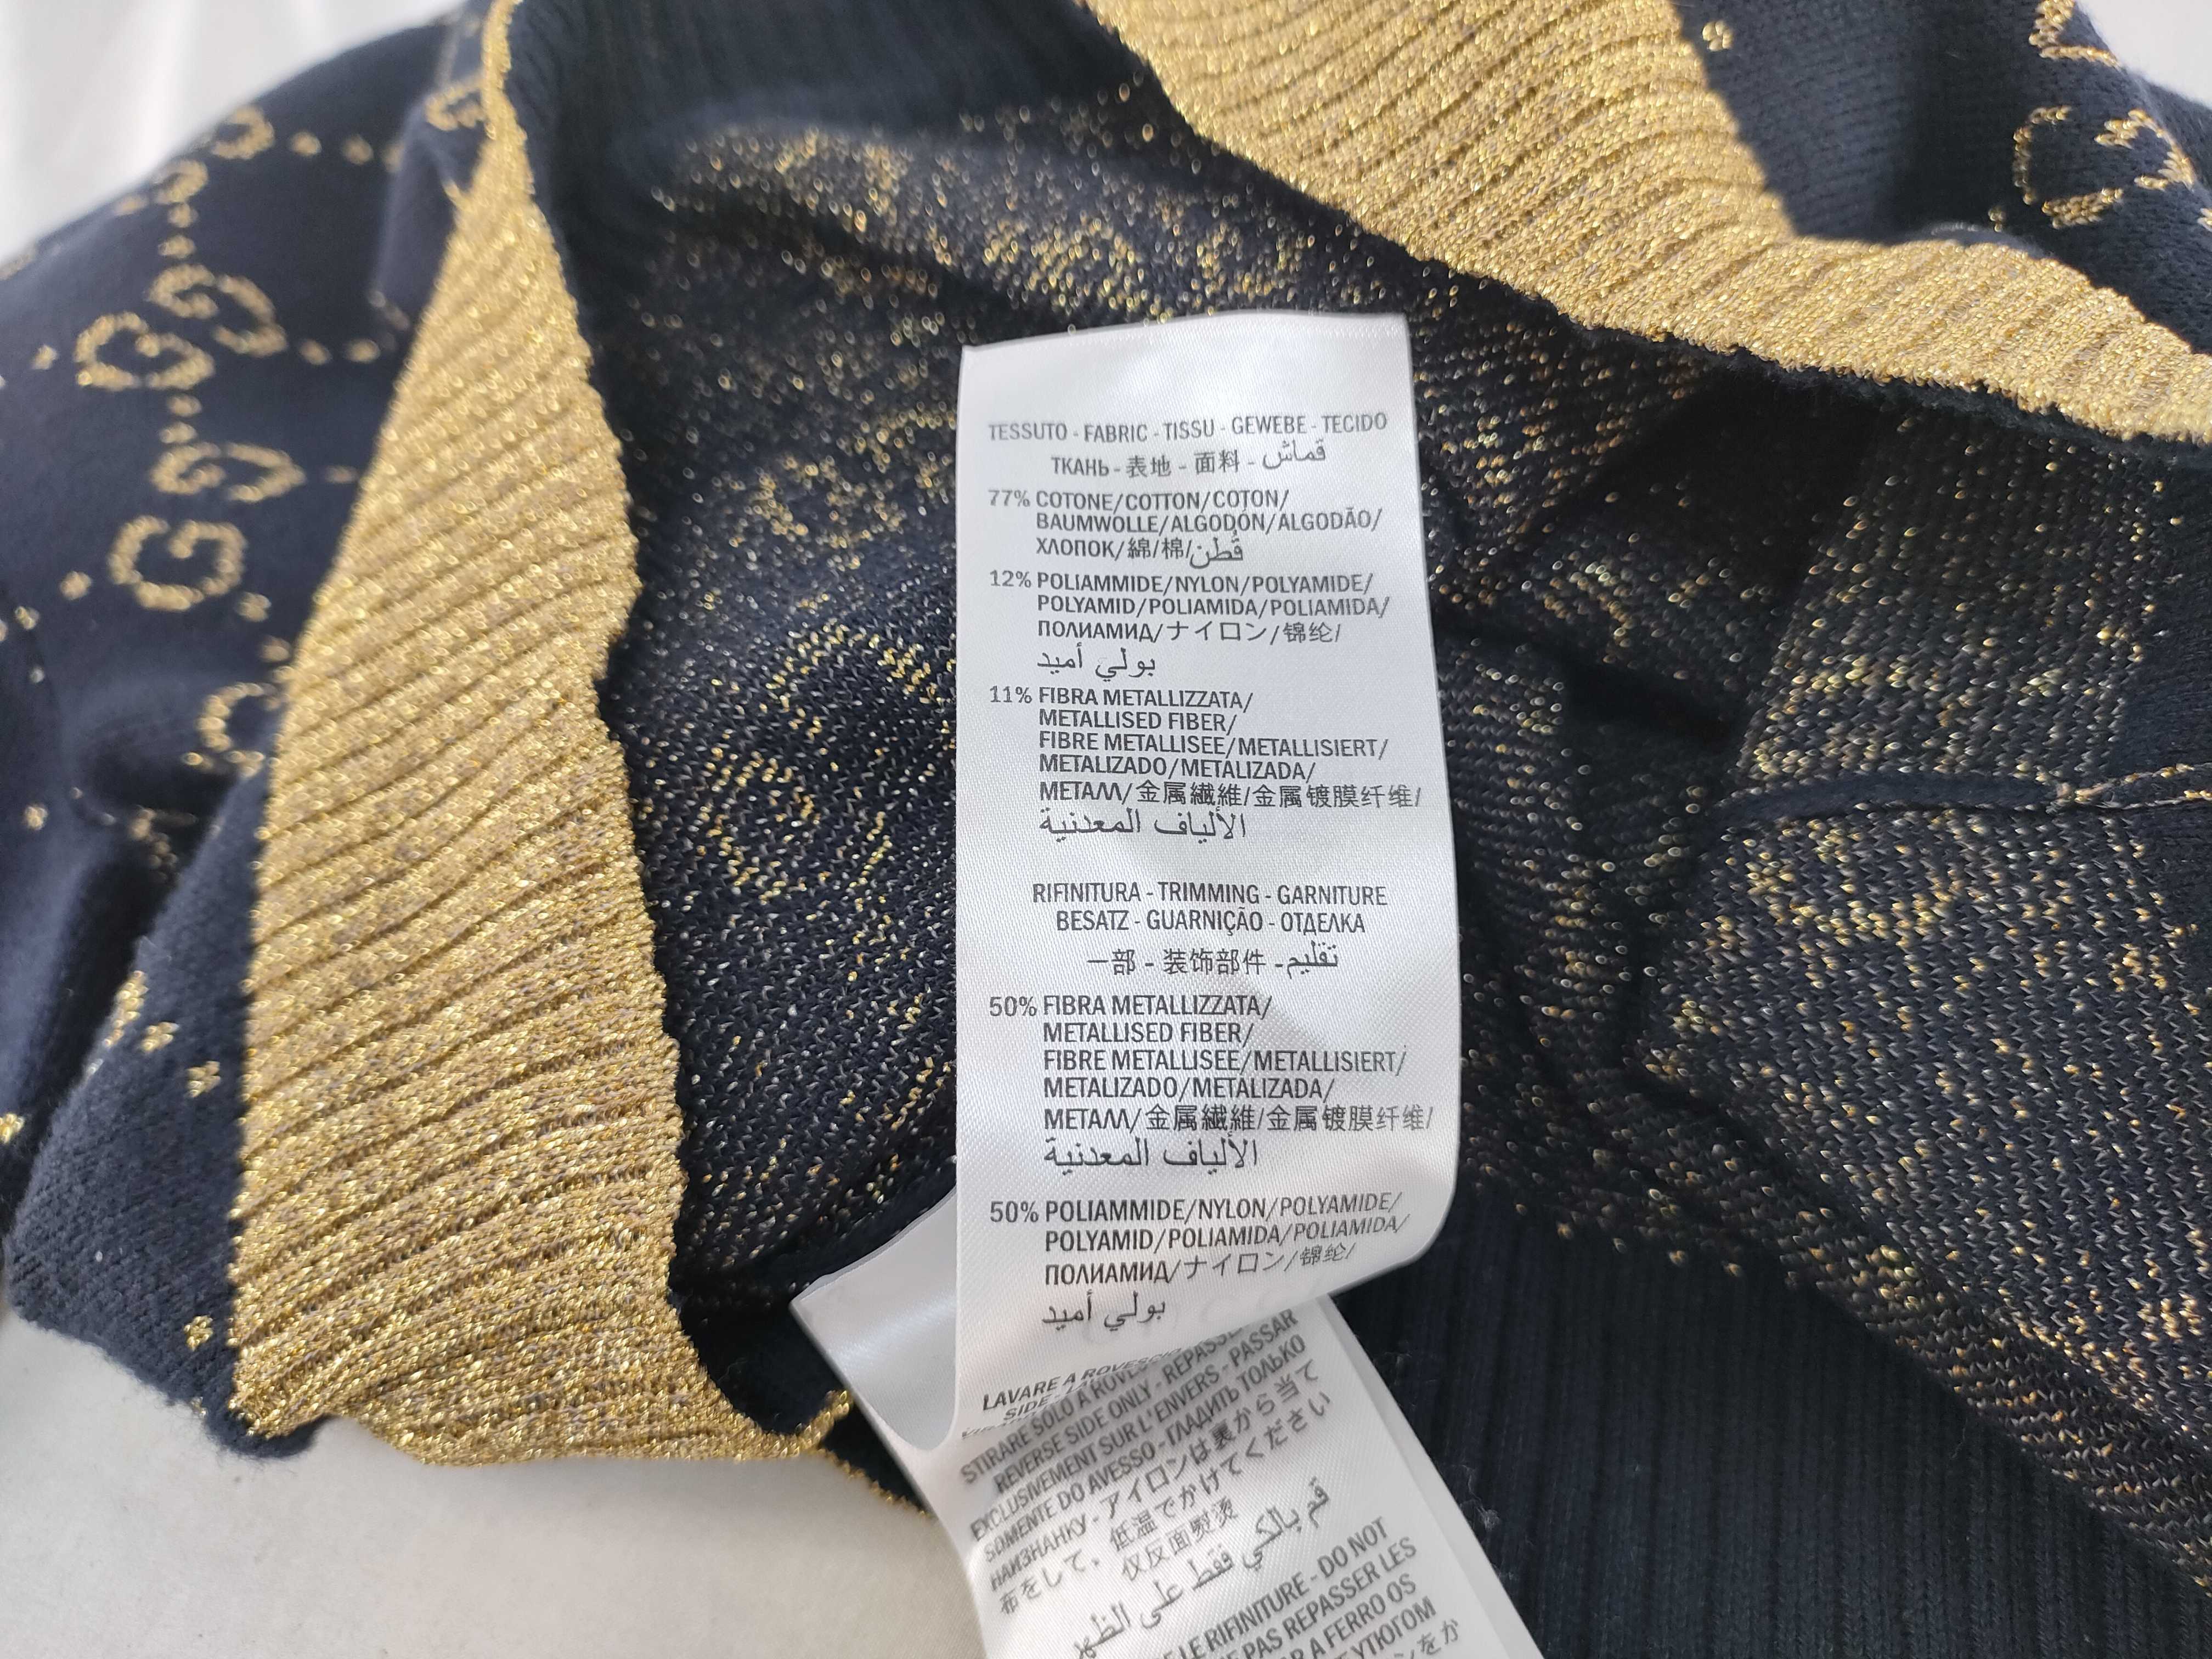 TESSUTO - FABRIC - TISSU - GEWEBE - TECIDO
ТКАНЬ - 表地 - 面料 - قماش
77% COTONE/COTTON/COTON/
BAUMWOLLE/ALGODÓN/ALGODÃO/
ХЛОПОК/綿/棉/قطن
12% POLIAMMIDE/NYLON/POLYAMIDE/
POLYAMID/POLIAMIDA/POLIAMIDA/
ПОЛИАМИД/ナイロン/锦纶/
بولي أميد
11% FIBRA METALLIZZATA/
METALLISED FIBER/
FIBRE METALLISEE/METALLISIERT/
METALIZADO/METALIZADA/
МЕТАЛЛ/金属繊維/金属镀膜纤维/
الألياف المعدنية
RIFINITURA - TRIMMING - GARNITURE
BESATZ - GUARNIÇÃO - ОТДЕЛКА
一部 - 装饰部件 - تقليم
50% FIBRA METALLIZZATA/
METALLISED FIBER/
FIBRE METALLISEE/METALLISIERT/
METALIZADO/METALIZADA/
МЕТАЛЛ/金属繊維/金属镀膜纤维/
الألياف المعدنية
50% POLIAMMIDE/NYLON/POLYAMIDE/
POLYAMID/POLIAMIDA/POLIAMIDA/
ПОЛИАМИД/ナイロン/锦纶/
بولي أميد
LAVARE A ROVESCIO
SIDE
STIRARE SOLO A ROVES REPASS
REVERSE SIDE ONLY - REPASSER
EXCLUSIVEMENT SUR L'ENVERS - PASSAR
SOMENTE DO AVESSO - ГЛАДИТЬ ТОЛЬКО
НАИЗНАНКУ - アイロンは裏から当て
布をして、低温でかけてください
仅反面熨烫
قم بالكي فقط على الظهر
LE RIFINITURE - DO NOT
PAS REPASSER LES
R A FERRO OS
УТЮГОМ